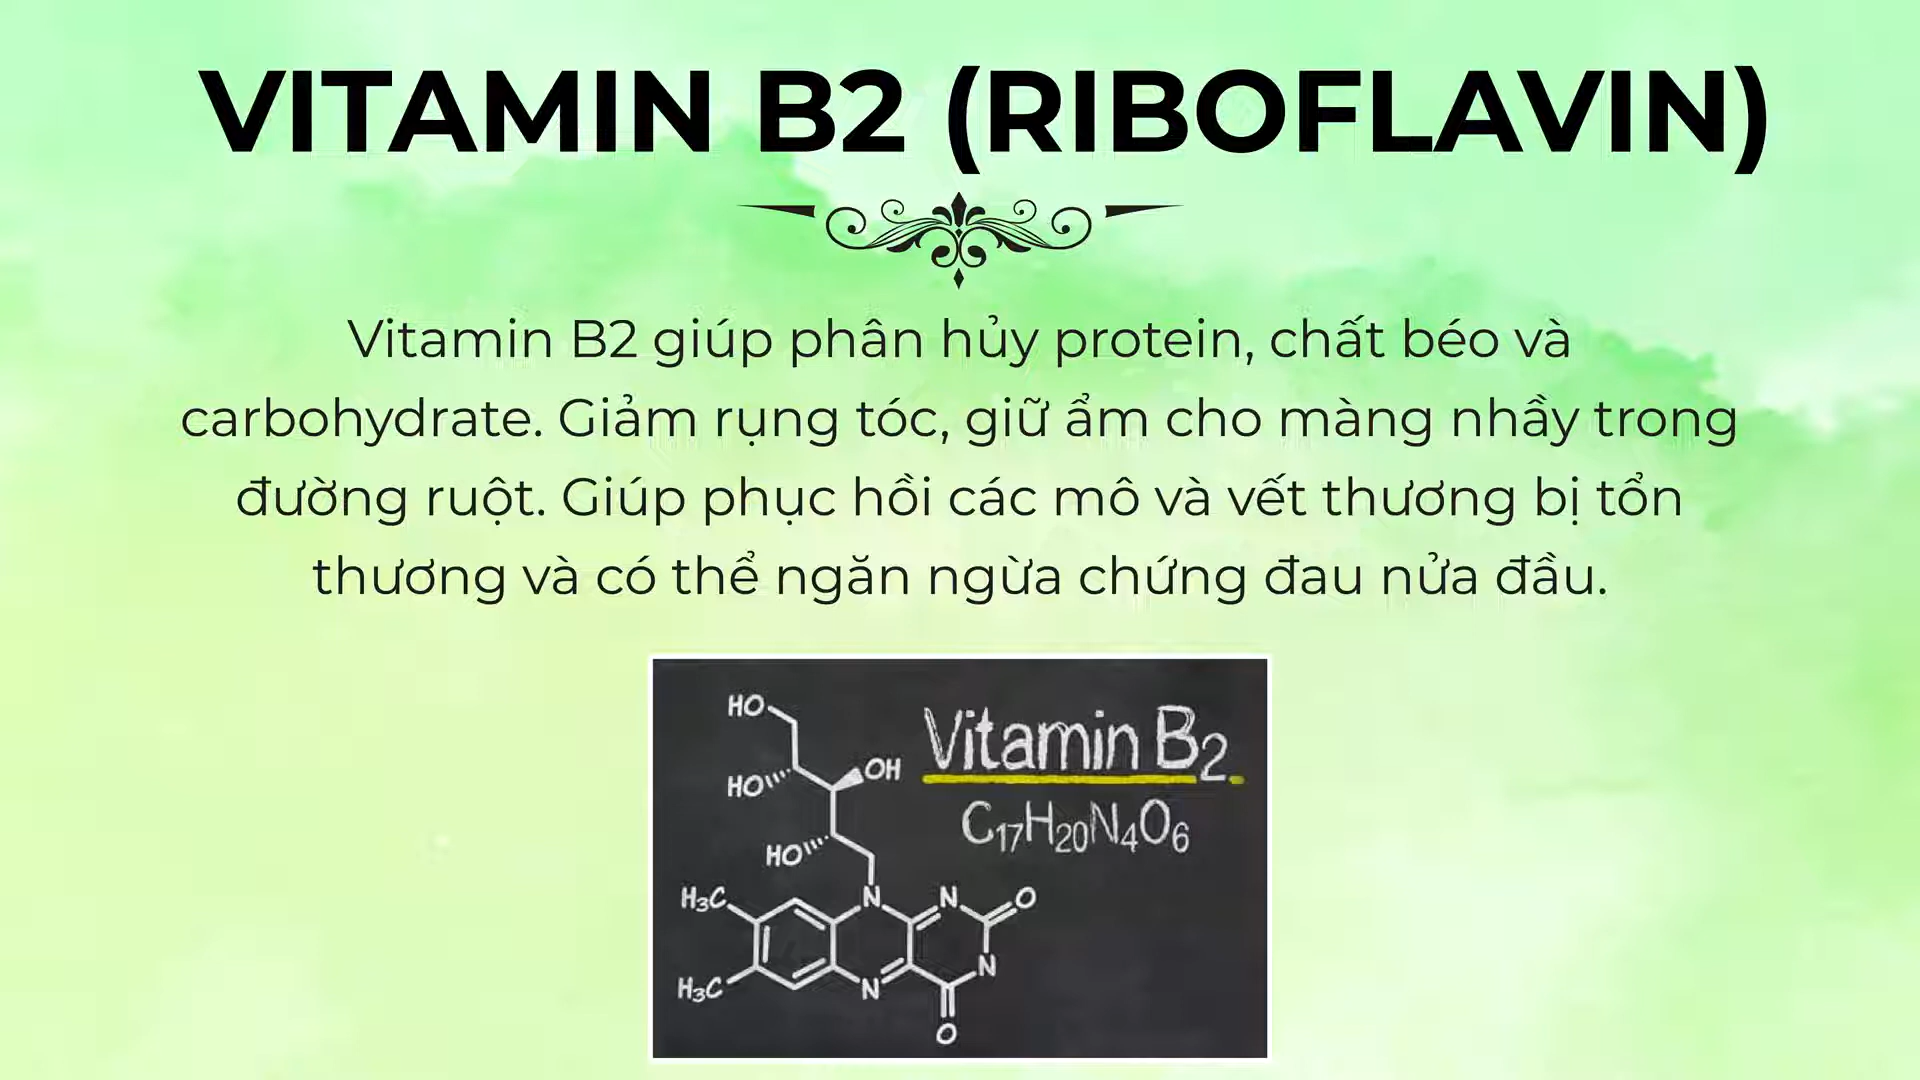 VITAMIN B2 (RIBOFLAVIN)
Vitamin B2 giúp phân hủy protein, chất béo và
carbohydrate. Giảm rụng tóc, giữ ẩm cho màng nhầy trong
đường ruột. Giúp phục hồi các mô và vết thương bị tổn
thương và có thể ngăn ngừa chứng đau nửa đầu.
HO
Vitamin B2
HO
OH
C17H20N4O6
HO
H3C
N
N
O
N
H3C
N
O